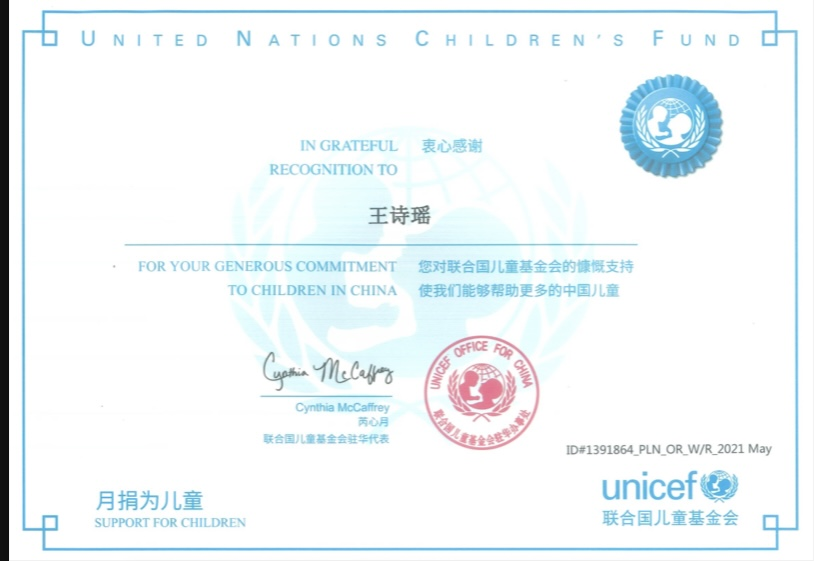 UNITED NATIONS CHILDREN'S FUND
IN GRATEFUL 衷心感谢
RECOGNITION TO
王诗瑶
FOR YOUR GENEROUS COMMITMENT 您对联合国儿童基金会的慷慨支持
TO CHILDREN IN CHINA 使我们能够帮助更多的中国儿童
Cynthia McCaffrey
UNICEF OFFICE FOR CHINA
联合国儿童基金会驻华办事处
Cynthia McCaffrey
芮心月
联合国儿童基金会驻华代表
ID#1391864_PLN_OR_W/R_2021 May
月捐为儿童
SUPPORT FOR CHILDREN
unicef
联合国儿童基金会